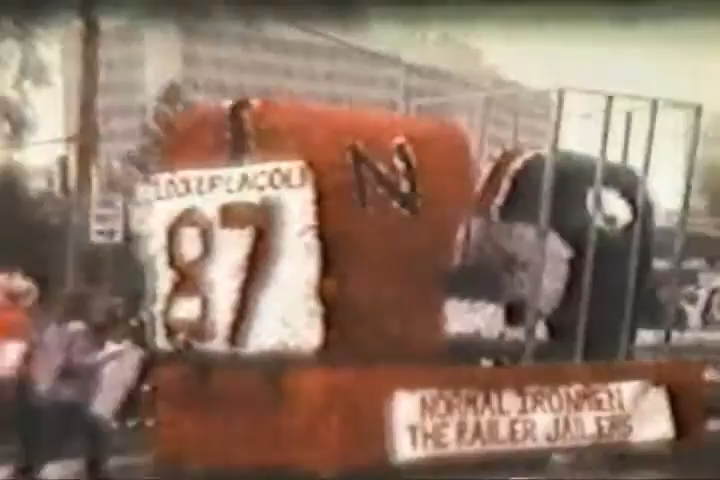 I N
87
NORMAL IRONMEN
THE RAILER JAILERS